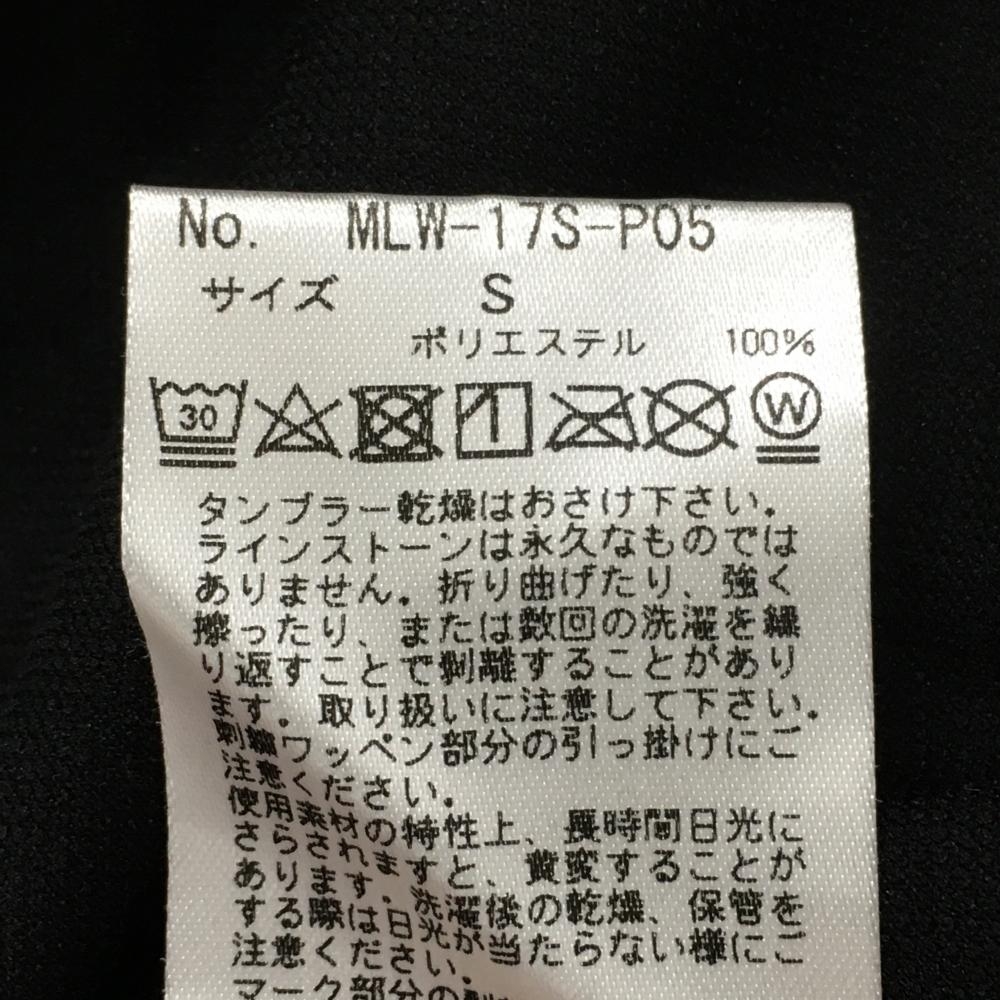 No. MLW-17S-P05
サイズ S
ポリエステル 100%
30 W
タンブラー乾燥はおさけ下さい。
ラインストーンは永久なものでは
ありません。折り曲げたり、強く
擦ったり、または数回の洗濯を繰
り返すことで剥離することがあり
ます。取り扱いに注意して下さい。
刺繍ワッペン部分の引っ掛けにご
注意ください。
使用素材の特性上、長時間日光に
さらされますと、黄変することが
あります。洗濯後の乾燥、保管を
する際は日光が当たらない様にご
注意ください。
マーク部分の